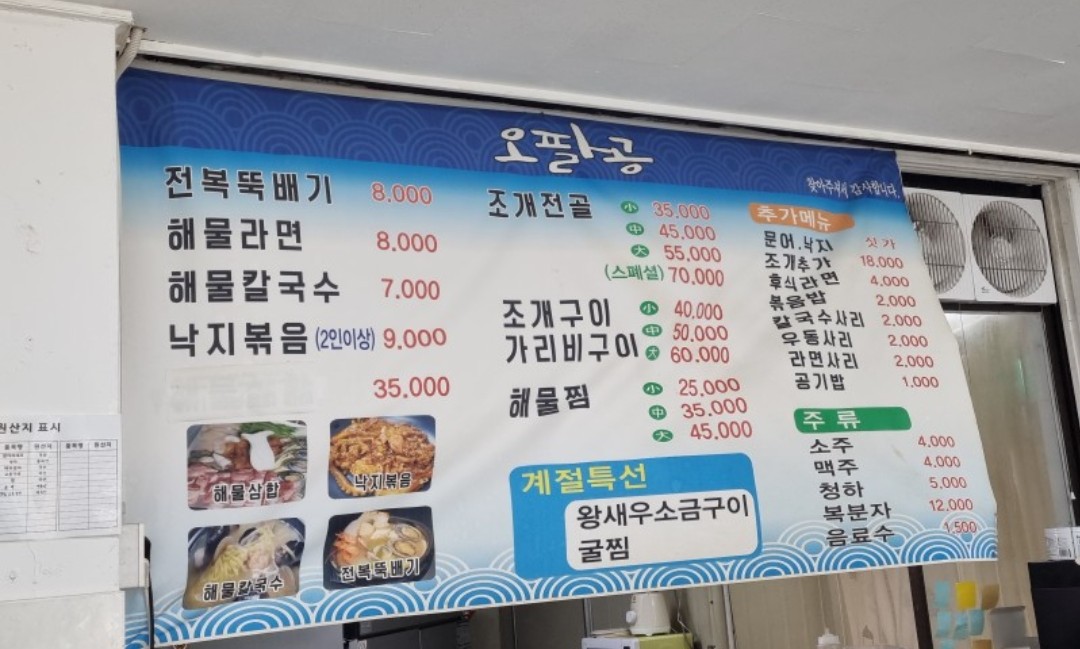 오팔공
찾아주셔서 감사합니다.
전복뚝배기 8.000
해물라면 8.000
해물칼국수 7.000
낙지볶음 (2인이상) 9.000
35.000
해물삼합
낙지볶음
해물칼국수
전복뚝배기
조개전골 小 35.000
中 45.000
大 55.000
(스페셜) 70.000
조개구이 小 40.000
가리비구이 中 50.000
大 60.000
해물찜 小 25,000
中 35.000
大 45.000
계절특선
왕새우소금구이
굴찜
추가메뉴
문어.낙지 싯가
조개추가 18.000
후식라면 4.000
볶음밥 2,000
칼국수사리 2,000
우동사리 2,000
라면사리 2,000
공기밥 1.000
주류
소주 4,000
맥주 4,000
청하 5,000
복분자 12,000
음료수 1,500
원산지 표시